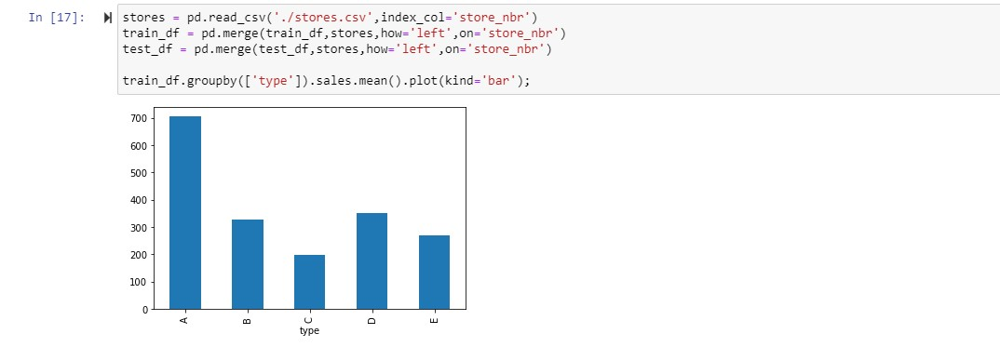 In [17]:
stores = pd.read_csv('./stores.csv',index_col='store_nbr')
train_df = pd.merge(train_df,stores,how='left',on='store_nbr')
test_df = pd.merge(test_df,stores,how='left',on='store_nbr')
train_df.groupby(['type']).sales.mean().plot(kind='bar');
700
600
500
400
300
200
100
0
A B C D E
type